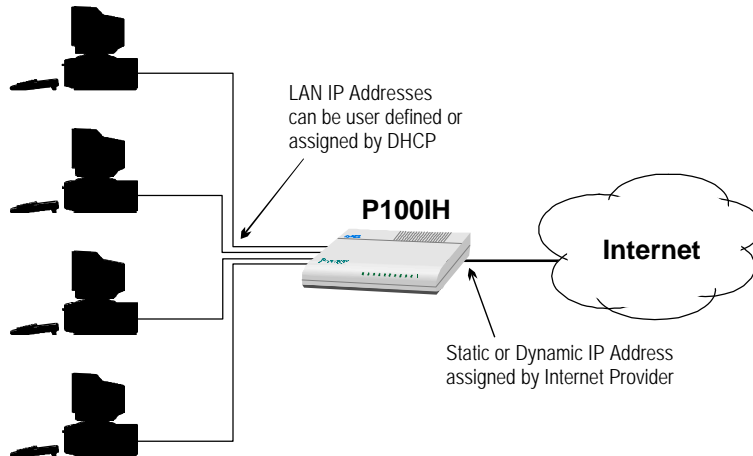 LAN IP Addresses
can be user defined or
assigned by DHCP
P100IH
Internet
Static or Dynamic IP Address
assigned by Internet Provider